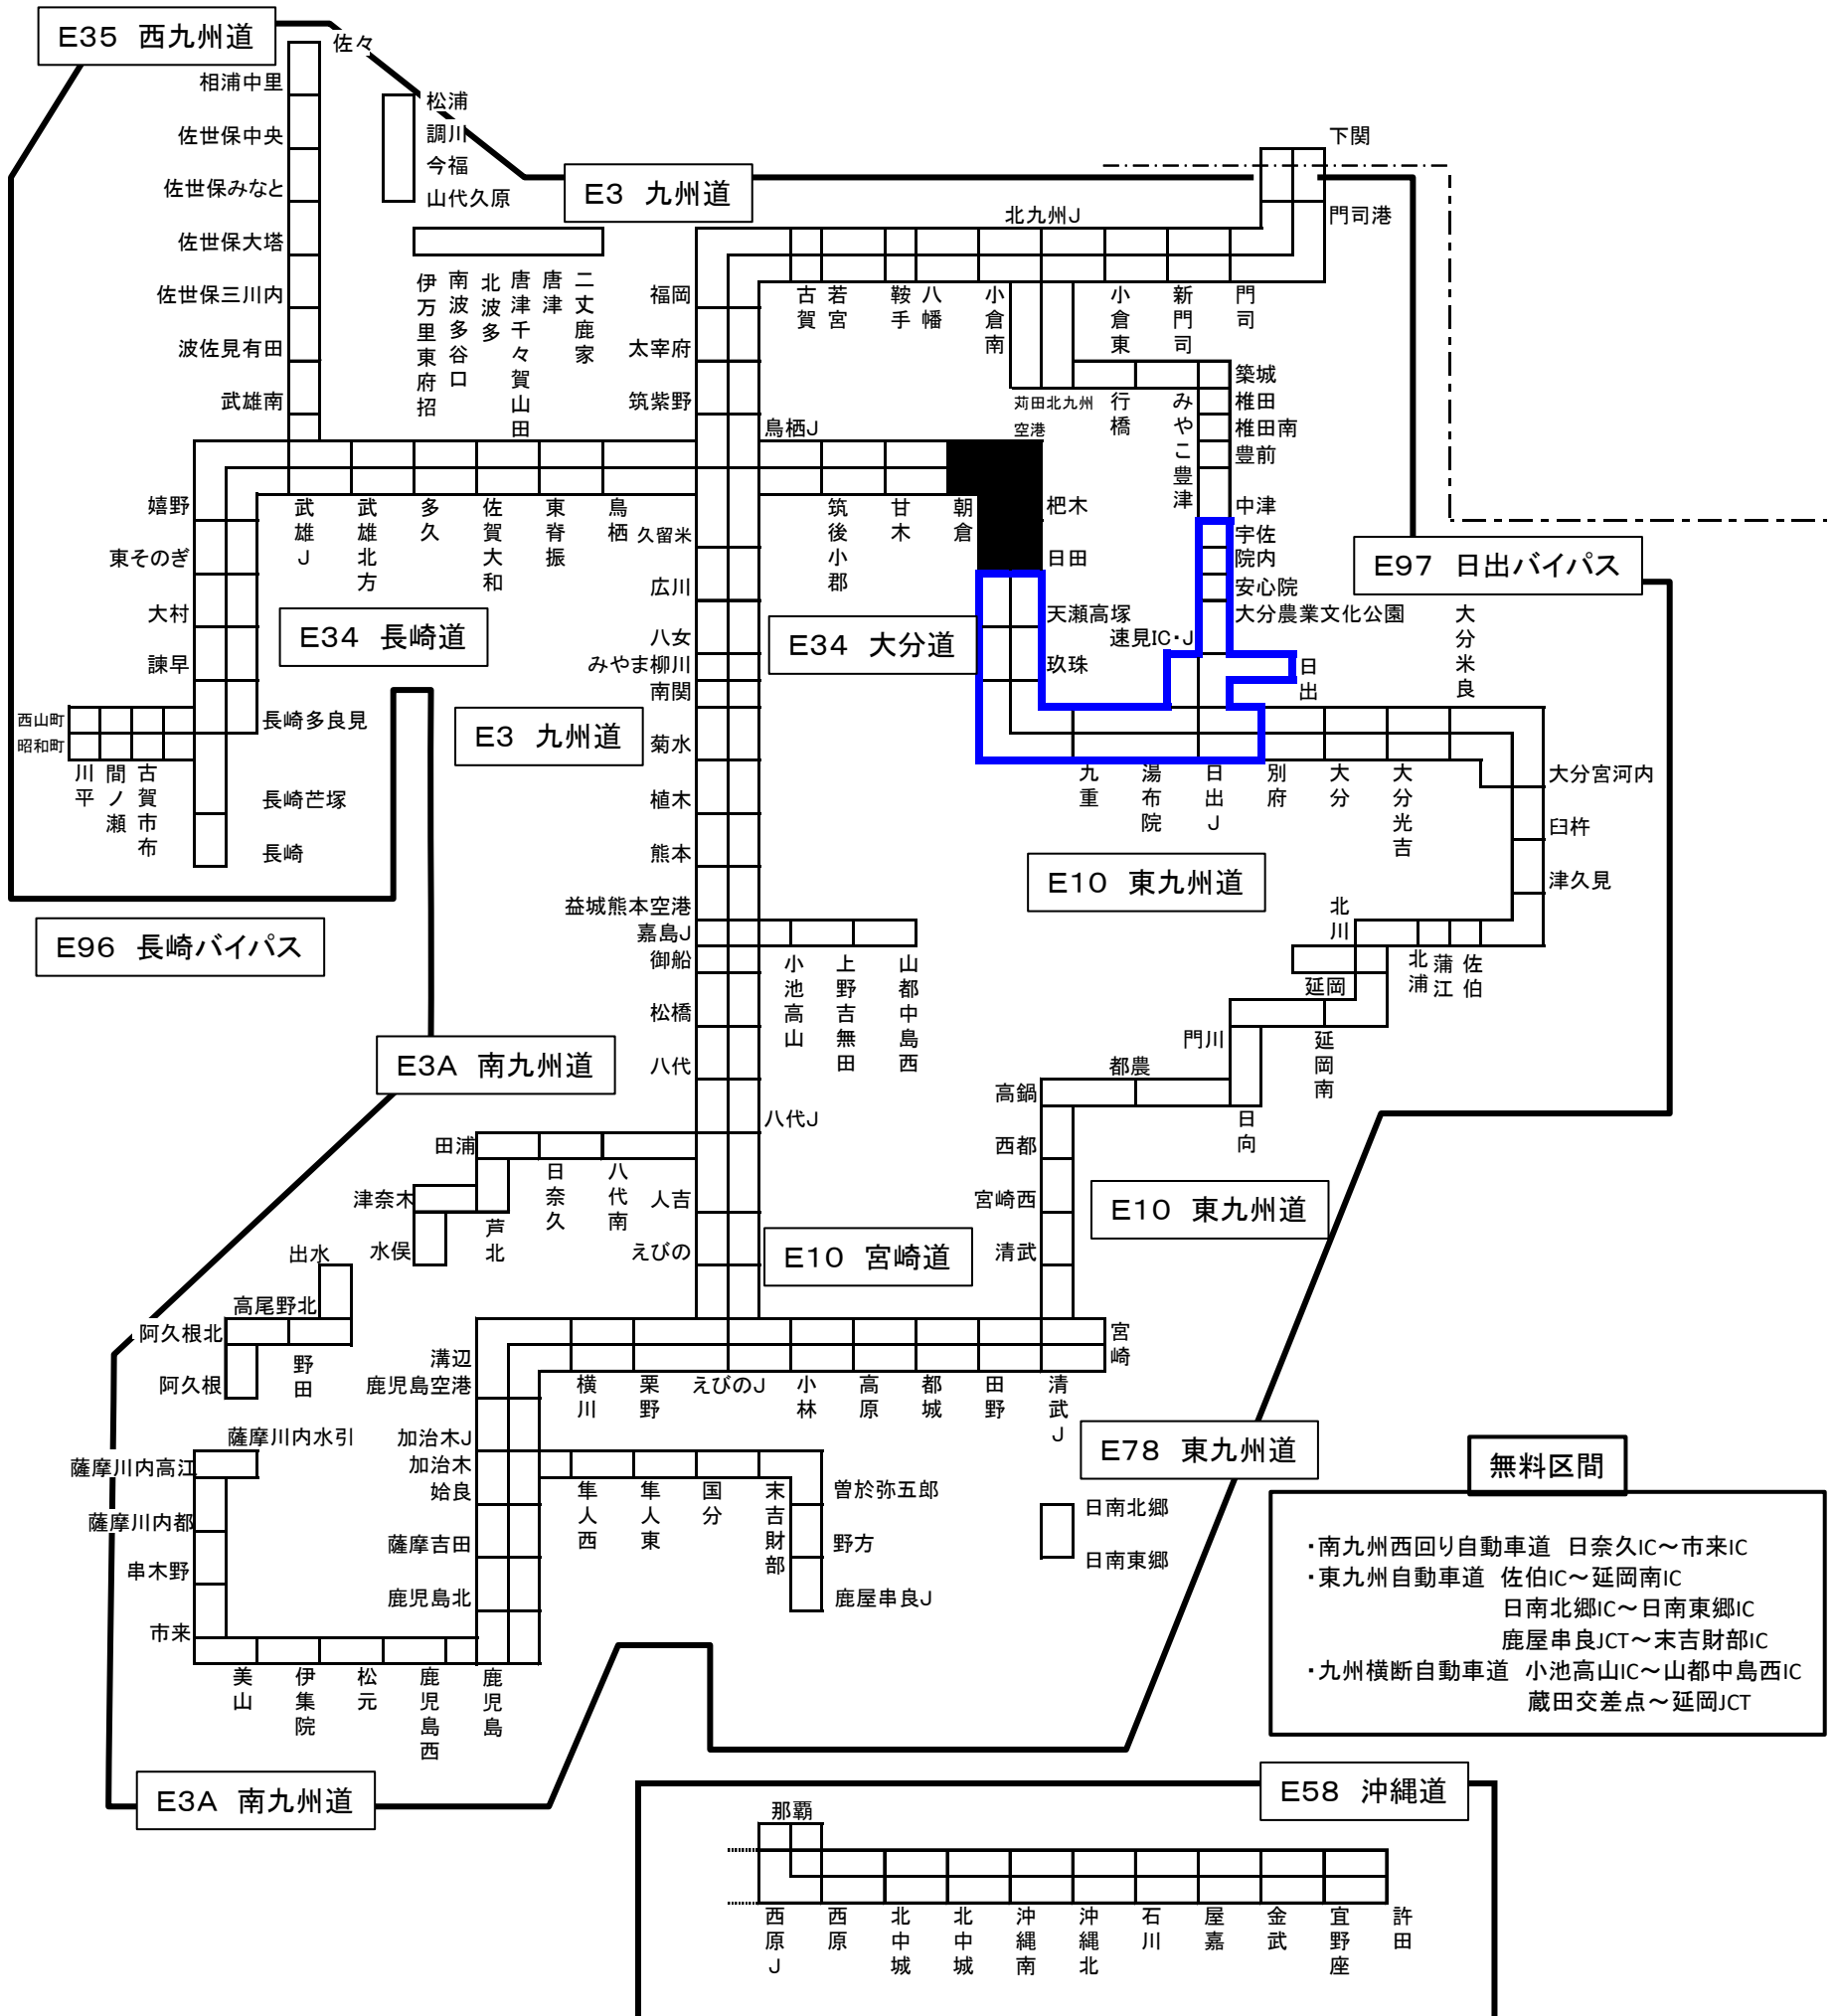 E35 西九州道
佐々
相浦中里
佐世保中央
佐世保みなと
佐世保大塔
佐世保三川内
波佐見有田
武雄南
松浦
調川
今福
山代久原
E3 九州道
下関
門司港
北九州J
伊万里東府招
南波多谷口
北波多
唐津千々賀山田
唐津
二丈鹿家
福岡
太宰府
筑紫野
古賀
若宮
鞍手
八幡
小倉南
小倉東
新門司
門司
苅田北九州
空港
行橋
みやこ豊津
築城
椎田
椎田南
豊前
中津
宇佐
院内
安心院
大分農業文化公園
速見IC・J
日出
E97 日出バイパス
鳥栖J
嬉野
東そのぎ
大村
諫早
武雄J
武雄北方
多久
佐賀大和
東脊振
鳥栖
久留米
広川
八女
みやま柳川
南関
菊水
植木
熊本
益城熊本空港
嘉島J
御船
松橋
八代
筑後小郡
甘木
朝倉
杷木
日田
天瀬高塚
玖珠
E34 長崎道
E34 大分道
西山町
昭和町
長崎多良見
川平
間ノ瀬
古賀市布
長崎芒塚
長崎
E3 九州道
九重
湯布院
日出J
別府
大分
大分光吉
大分米良
大分宮河内
臼杵
津久見
E10 東九州道
E96 長崎バイパス
小池高山
上野吉無田
山都中島西
北川
北浦
蒲江
佐伯
延岡
延岡南
門川
日向
都農
高鍋
西都
宮崎西
清武
E3A 南九州道
八代J
田浦
日奈久
八代南
津奈木
芦北
水俣
人吉
えびの
E10 宮崎道
E10 東九州道
出水
高尾野北
阿久根北
阿久根
野田
溝辺
鹿児島空港
横川
栗野
えびのJ
小林
高原
都城
田野
清武J
宮崎
E78 東九州道
加治木J
加治木
姶良
薩摩吉田
鹿児島北
隼人西
隼人東
国分
末吉財部
曽於弥五郎
野方
鹿屋串良J
日南北郷
日南東郷
薩摩川内水引
薩摩川内高江
薩摩川内都
串木野
市来
美山
伊集院
松元
鹿児島西
鹿児島
E3A 南九州道
無料区間
・南九州西回り自動車道 日奈久IC～市来IC
・東九州自動車道 佐伯IC～延岡南IC
日南北郷IC～日南東郷IC
鹿屋串良JCT～末吉財部IC
・九州横断自動車道 小池高山IC～山都中島西IC
蔵田交差点～延岡JCT
E58 沖縄道
那覇
西原J
西原
北中城
北中城
沖縄南
沖縄北
石川
屋嘉
金武
宜野座
許田